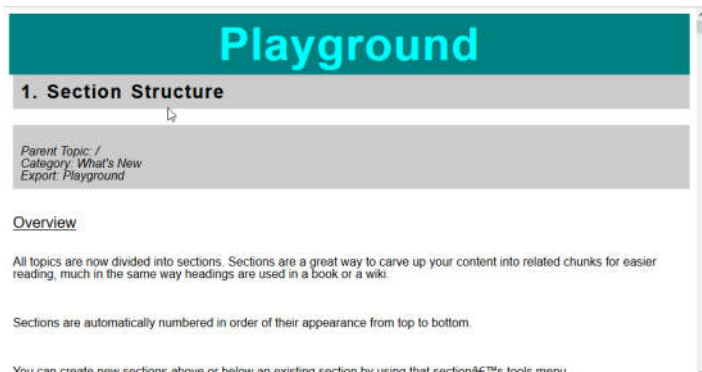 Playground
1. Section Structure
Parent Topic: /
Category: What's New
Export: Playground
Overview
All topics are now divided into sections. Sections are a great way to carve up your content into related chunks for easier
reading, much in the same way headings are used in a book or a wiki.
Sections are automatically numbered in order of their appearance from top to bottom.
You can create new sections above or below an existing section by using that sectionâ€™s tools menu